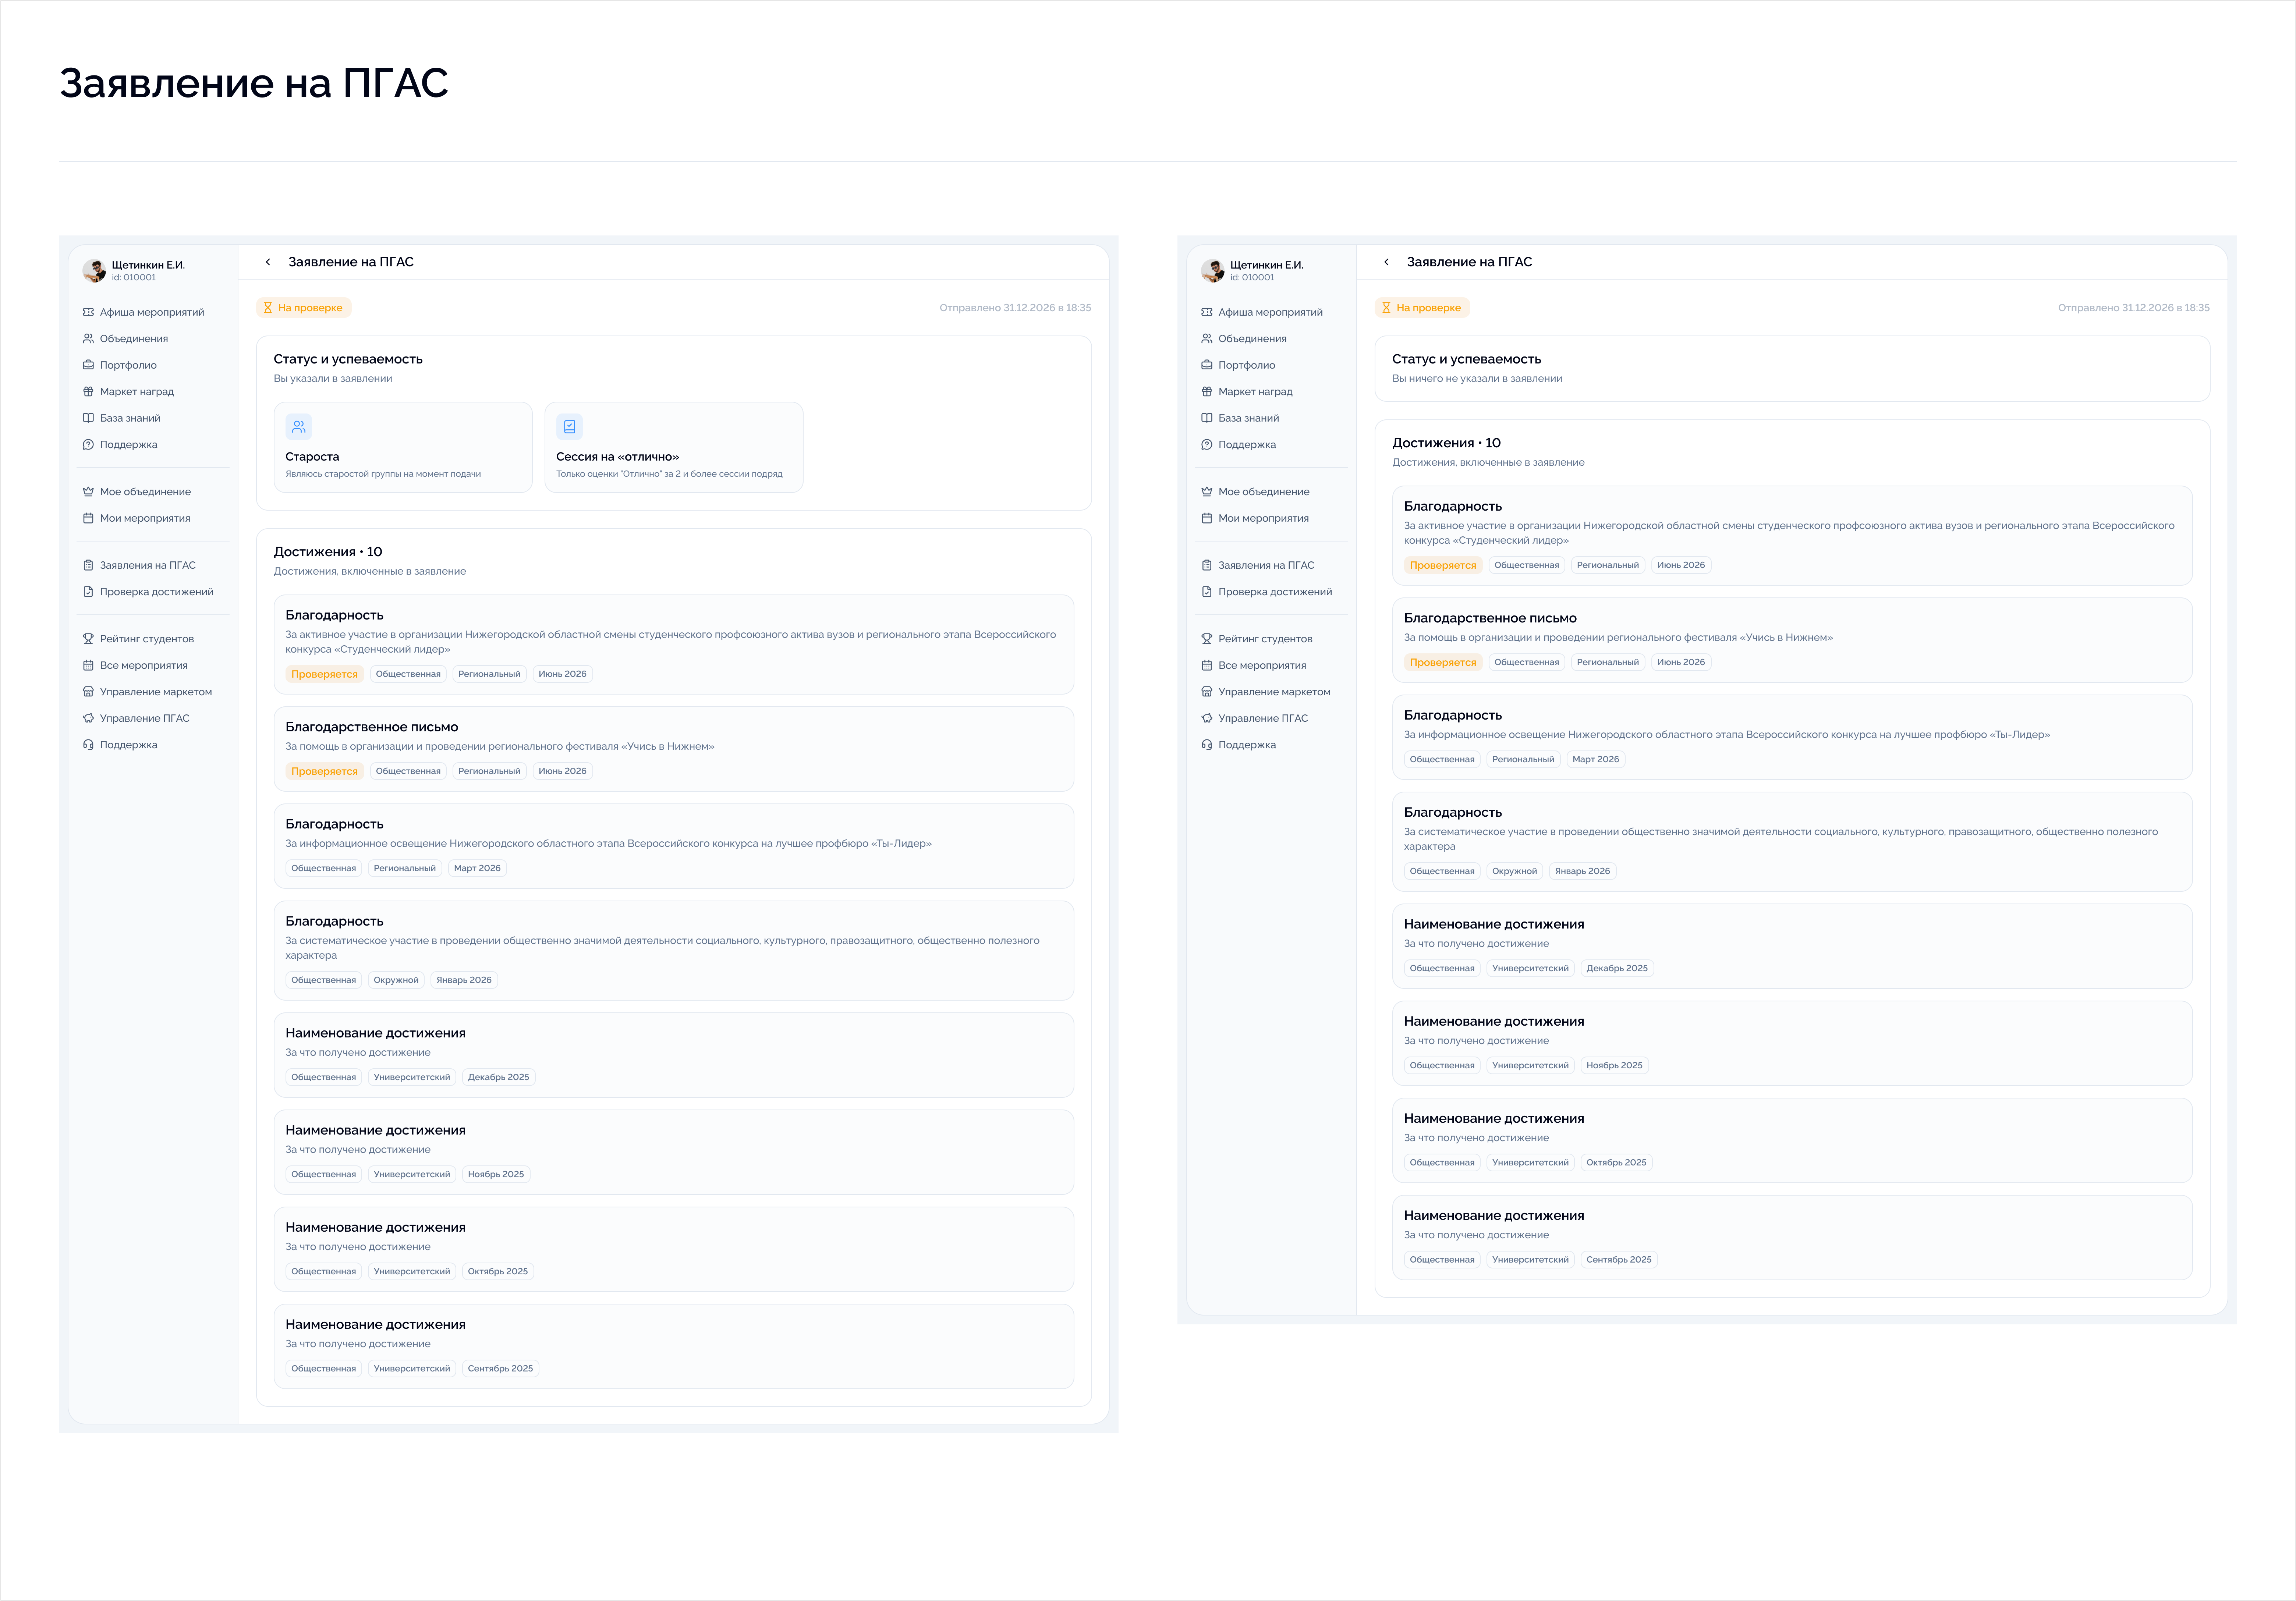 Заявление на ПГАС
Щетинкин Е.И.
id: 010001
Афиша мероприятий
Объединения
Портфолио
Маркет наград
База знаний
Поддержка
Мое объединение
Мои мероприятия
Заявления на ПГАС
Проверка достижений
Рейтинг студентов
Все мероприятия
Управление маркетом
Управление ПГАС
Поддержка
Заявление на ПГАС
На проверке
Отправлено 31.12.2026 в 18:35
Статус и успеваемость
Вы указали в заявлении
Староста
Являюсь старостой группы на момент подачи
Сессия на «отлично»
Только оценки "Отлично" за 2 и более сессии подряд
Достижения • 10
Достижения, включенные в заявление
Благодарность
За активное участие в организации Нижегородской областной смены студенческого профсоюзного актива вузов и регионального этапа Всероссийского
конкурса «Студенческий лидер»
Проверяется Общественная Региональный Июнь 2026
Благодарственное письмо
За помощь в организации и проведении регионального фестиваля «Учись в Нижнем»
Проверяется Общественная Региональный Июнь 2026
Благодарность
За информационное освещение Нижегородского областного этапа Всероссийского конкурса на лучшее профбюро «Ты-Лидер»
Общественная Региональный Март 2026
Благодарность
За систематическое участие в проведении общественно значимой деятельности социального, культурного, правозащитного, общественно полезного
характера
Общественная Окружной Январь 2026
Наименование достижения
За что получено достижение
Общественная Университетский Декабрь 2025
Наименование достижения
За что получено достижение
Общественная Университетский Ноябрь 2025
Наименование достижения
За что получено достижение
Общественная Университетский Октябрь 2025
Наименование достижения
За что получено достижение
Общественная Университетский Сентябрь 2025
Щетинкин Е.И.
id: 010001
Афиша мероприятий
Объединения
Портфолио
Маркет наград
База знаний
Поддержка
Мое объединение
Мои мероприятия
Заявления на ПГАС
Проверка достижений
Рейтинг студентов
Все мероприятия
Управление маркетом
Управление ПГАС
Поддержка
Заявление на ПГАС
На проверке
Отправлено 31.12.2026 в 18:35
Статус и успеваемость
Вы ничего не указали в заявлении
Достижения • 10
Достижения, включенные в заявление
Благодарность
За активное участие в организации Нижегородской областной смены студенческого профсоюзного актива вузов и регионального этапа Всероссийского
конкурса «Студенческий лидер»
Проверяется Общественная Региональный Июнь 2026
Благодарственное письмо
За помощь в организации и проведении регионального фестиваля «Учись в Нижнем»
Проверяется Общественная Региональный Июнь 2026
Благодарность
За информационное освещение Нижегородского областного этапа Всероссийского конкурса на лучшее профбюро «Ты-Лидер»
Общественная Региональный Март 2026
Благодарность
За систематическое участие в проведении общественно значимой деятельности социального, культурного, правозащитного, общественно полезного
характера
Общественная Окружной Январь 2026
Наименование достижения
За что получено достижение
Общественная Университетский Декабрь 2025
Наименование достижения
За что получено достижение
Общественная Университетский Ноябрь 2025
Наименование достижения
За что получено достижение
Общественная Университетский Октябрь 2025
Наименование достижения
За что получено достижение
Общественная Университетский Сентябрь 2025